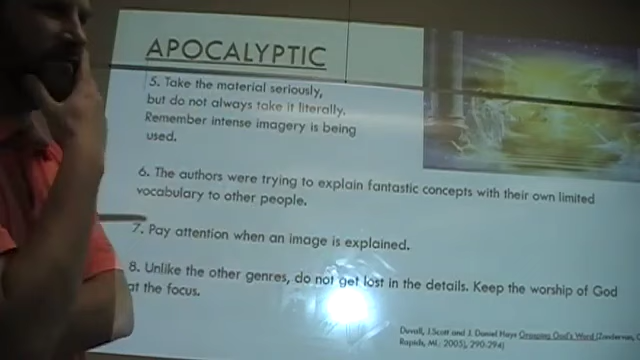 APOCALYPTIC
5. Take the material seriously,
but do not always take it literally.
Remember intense imagery is being
used.
6. The authors were trying to explain fantastic concepts with their own limited
vocabulary to other people.
7. Pay attention when an image is explained.
8. Unlike the other genres, do not get lost in the details. Keep the worship of God
at the focus.
Duvall, J.Scott and J. Daniel Hays Grasping God's Word (Zondervan,
Rapids, MI.: 2005), 290-294)